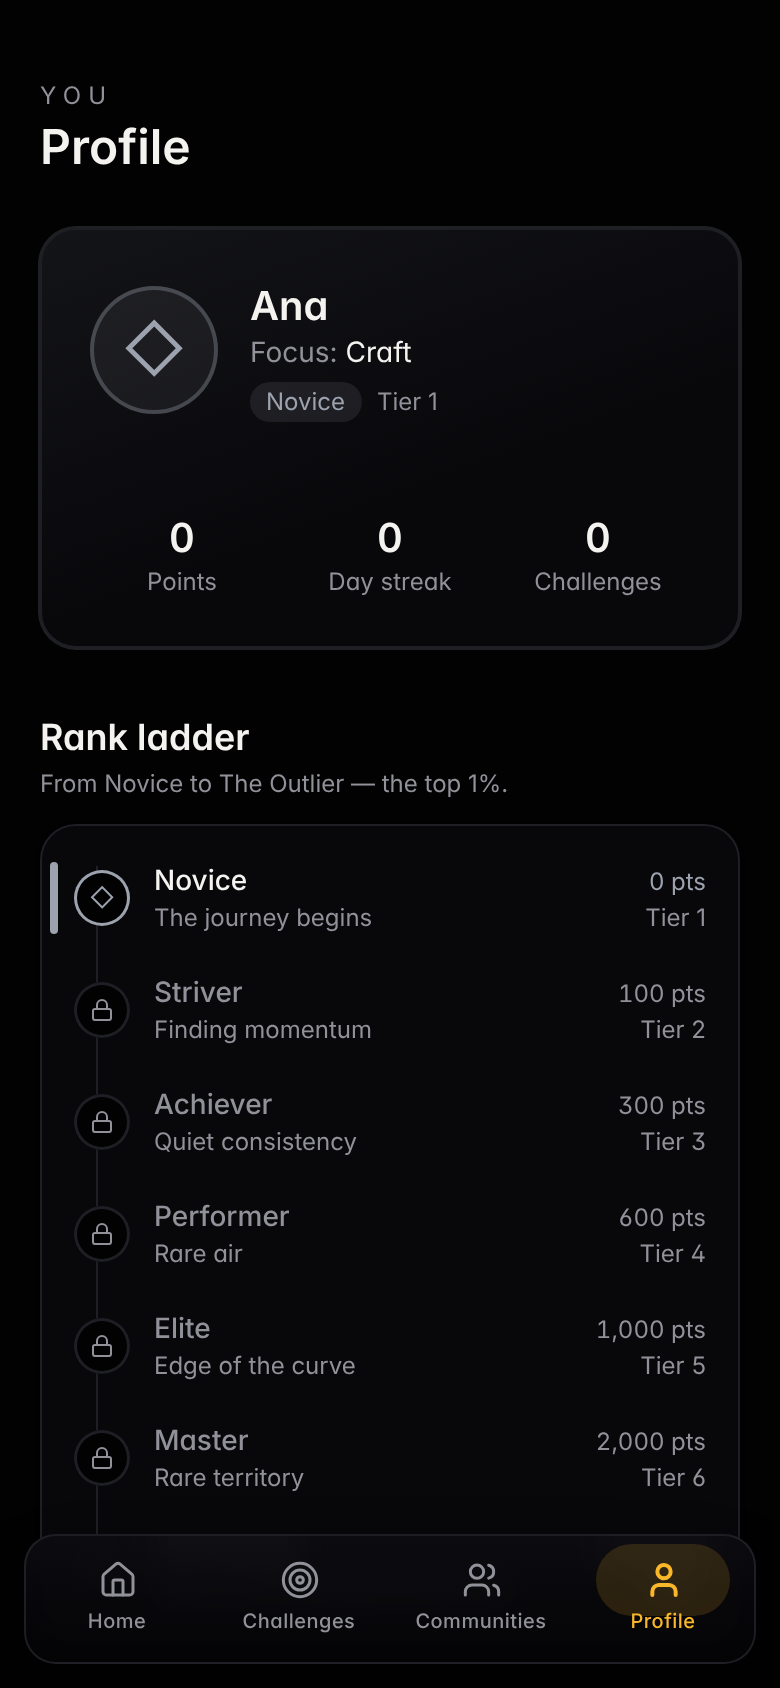 YOU
Profile
Ana
Focus: Craft
Novice Tier 1
0 0 0
Points Day streak Challenges
Rank ladder
From Novice to The Outlier — the top 1%.
Novice 0 pts
The journey begins Tier 1
Striver 100 pts
Finding momentum Tier 2
Achiever 300 pts
Quiet consistency Tier 3
Performer 600 pts
Rare air Tier 4
Elite 1,000 pts
Edge of the curve Tier 5
Master 2,000 pts
Rare territory Tier 6
Home Challenges Communities Profile